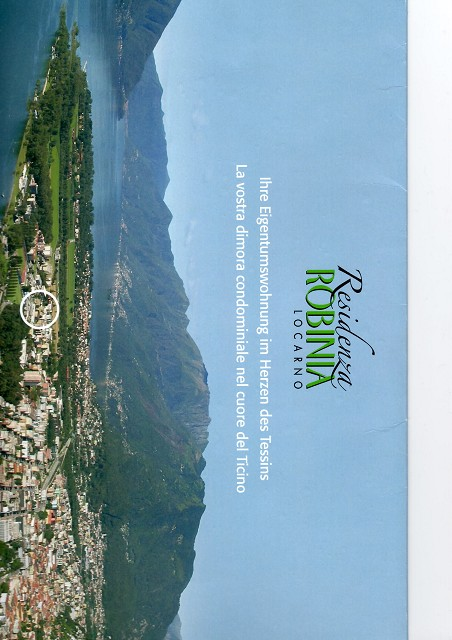 Residenza
ROBINIA
LOCARNO
Ihre Eigentumswohnung im Herzen des Tessins
La vostra dimora condominiale nel cuore del Ticino